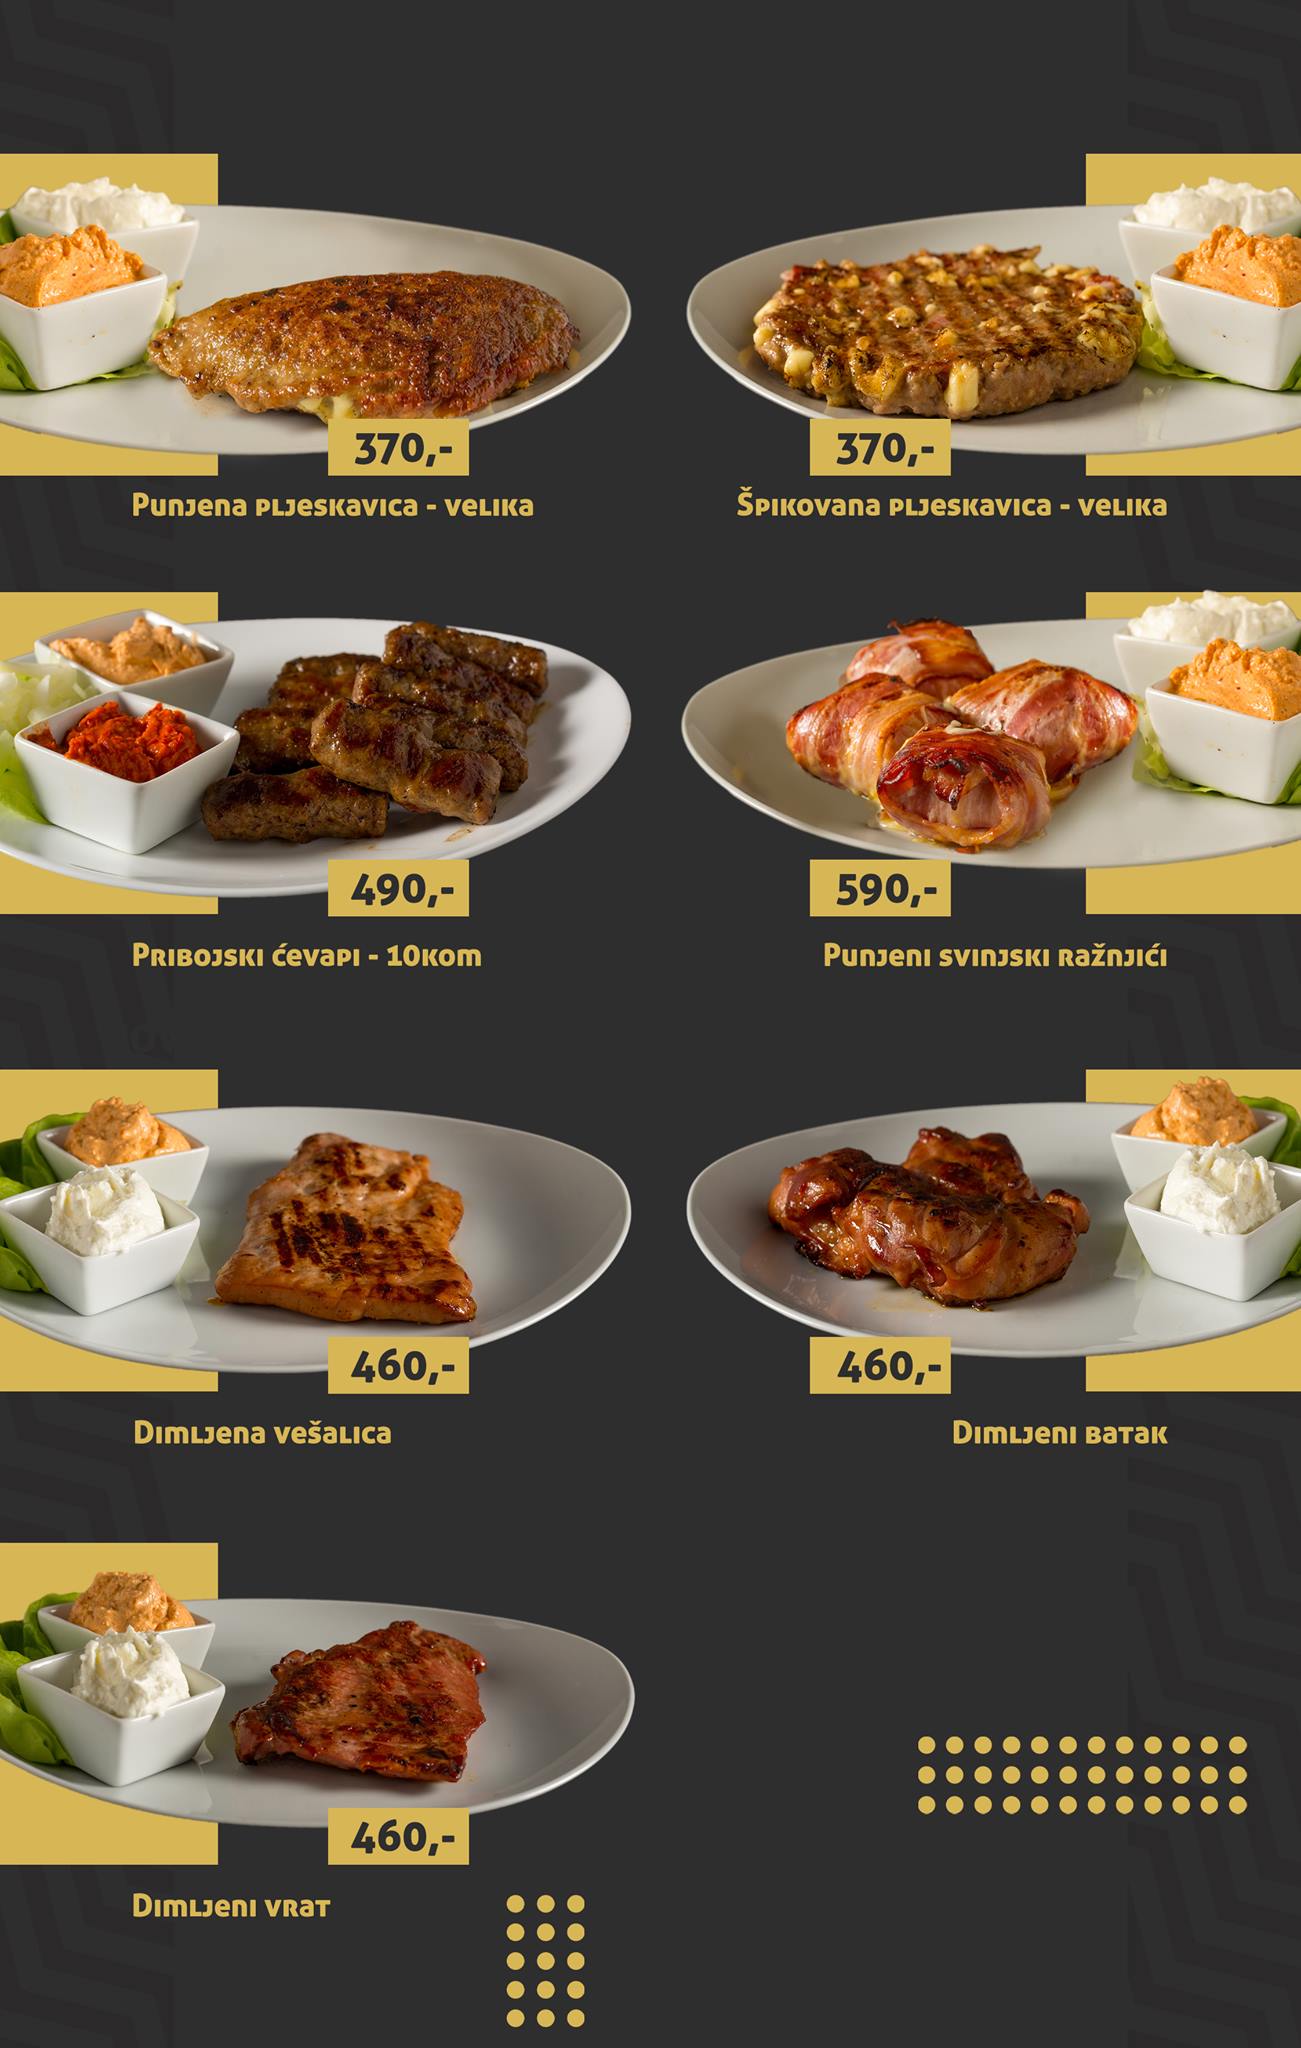 370,-
370,-
Punjena pljeskavica - velika
Špikovana pljeskavica - velika
490,-
590,-
Pribojski ćevapi - 10kom
Punjeni svinjski ražnjići
460,-
460,-
Dimljena vešalica
Dimljeni batak
460,-
Dimljeni vrat